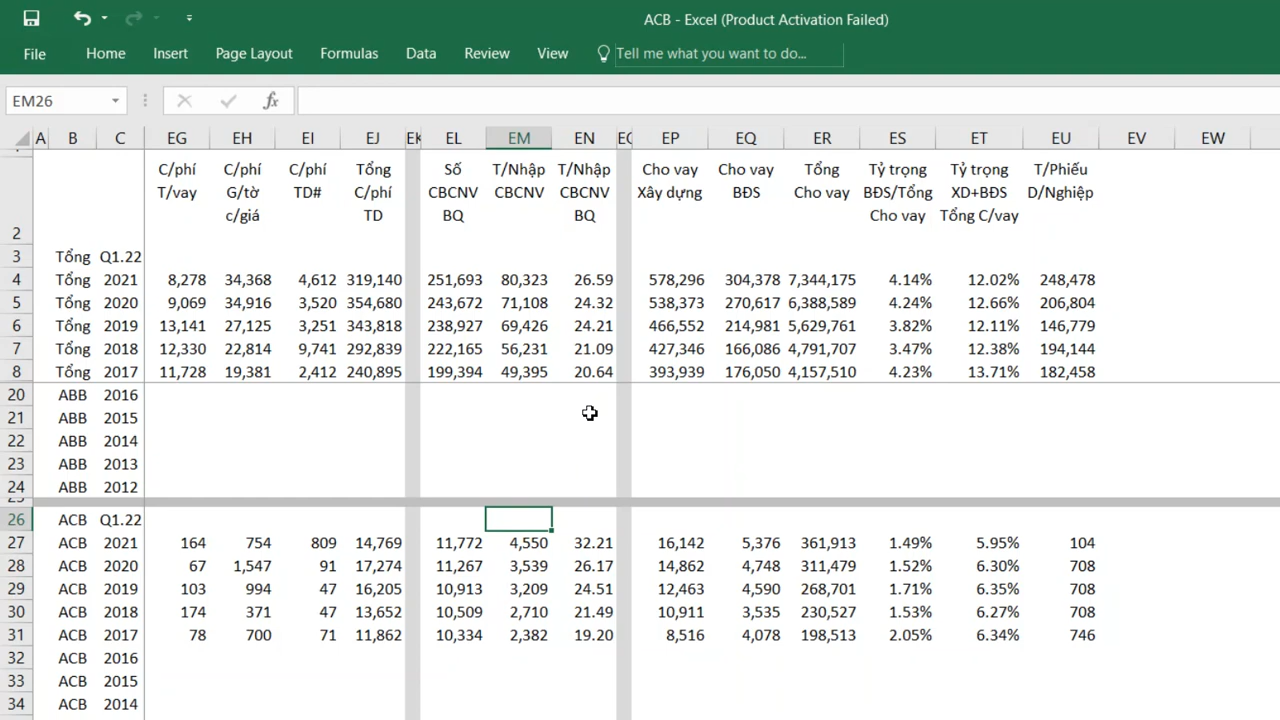 ACB - Excel (Product Activation Failed)
File Home Insert Page Layout Formulas Data Review View Tell me what you want to do...
EM26 fx
A B C EG EH EI EJ EK EL EM EN EO EP EQ ER ES ET EU EV EW
C/phí C/phí C/phí Tổng Số T/Nhập T/Nhập Cho vay Cho vay Tổng Tỷ trọng Tỷ trọng T/Phiếu
T/vay G/tờ TD# C/phí CBCNV CBCNV CBCNV Xây dựng BĐS Cho vay BĐS/Tổng XD+BĐS D/Nghiệp
c/giá TD BQ BQ Cho vay Tổng C/vay
2
3 Tổng Q1.22
4 Tổng 2021 8,278 34,368 4,612 319,140 251,693 80,323 26.59 578,296 304,378 7,344,175 4.14% 12.02% 248,478
5 Tổng 2020 9,069 34,916 3,520 354,680 243,672 71,108 24.32 538,373 270,617 6,388,589 4.24% 12.66% 206,804
6 Tổng 2019 13,141 27,125 3,251 343,818 238,927 69,426 24.21 466,552 214,981 5,629,761 3.82% 12.11% 146,779
7 Tổng 2018 12,330 22,814 9,741 292,839 222,165 56,231 21.09 427,346 166,086 4,791,707 3.47% 12.38% 194,144
8 Tổng 2017 11,728 19,381 2,412 240,895 199,394 49,395 20.64 393,939 176,050 4,157,510 4.23% 13.71% 182,458
20 ABB 2016
21 ABB 2015
22 ABB 2014
23 ABB 2013
24 ABB 2012
26 ACB Q1.22
27 ACB 2021 164 754 809 14,769 11,772 4,550 32.21 16,142 5,376 361,913 1.49% 5.95% 104
28 ACB 2020 67 1,547 91 17,274 11,267 3,539 26.17 14,862 4,748 311,479 1.52% 6.30% 708
29 ACB 2019 103 994 47 16,205 10,913 3,209 24.51 12,463 4,590 268,701 1.71% 6.35% 708
30 ACB 2018 174 371 47 13,652 10,509 2,710 21.49 10,911 3,535 230,527 1.53% 6.27% 708
31 ACB 2017 78 700 71 11,862 10,334 2,382 19.20 8,516 4,078 198,513 2.05% 6.34% 746
32 ACB 2016
33 ACB 2015
34 ACB 2014